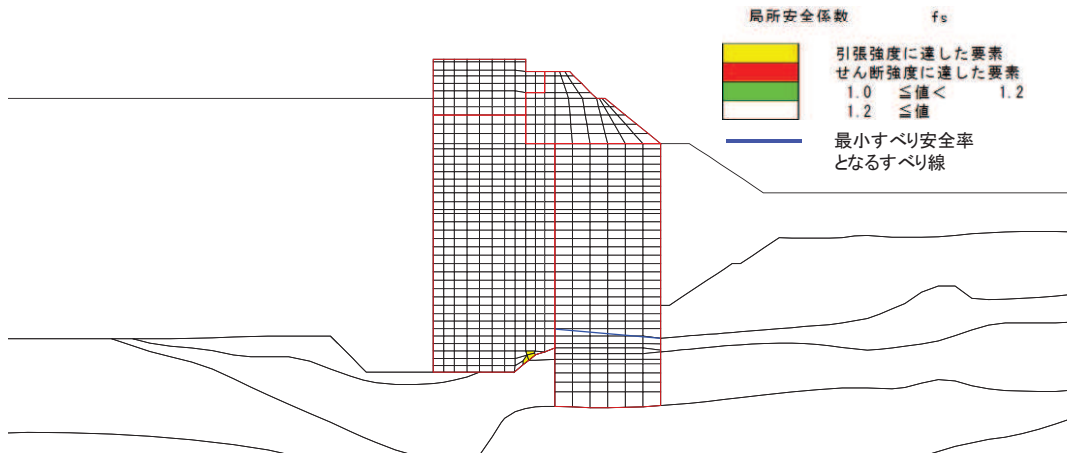 局所安全係数 fs
引張強度に達した要素
せん断強度に達した要素
1.0 ≦値< 1.2
1.2 ≦値
最小すべり安全率
となるすべり線